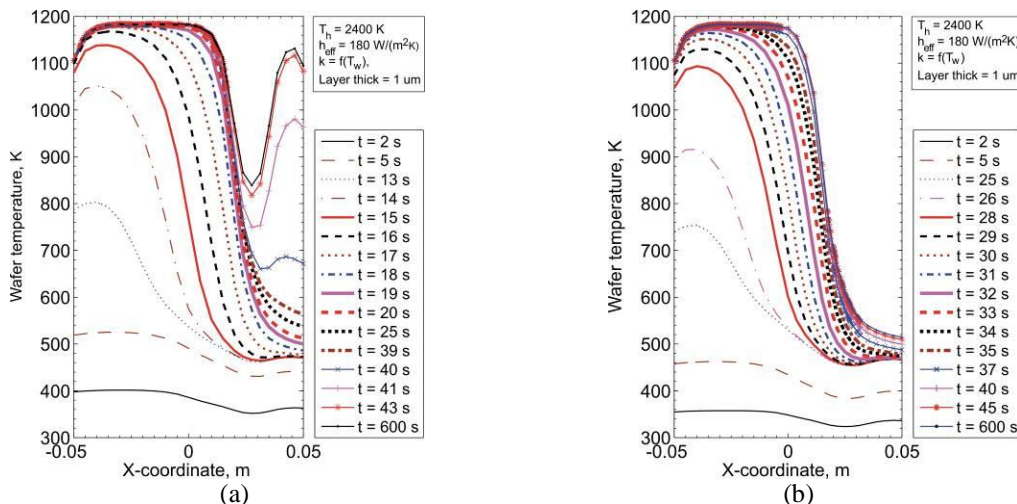 1200
1100
1000
900
800
700
600
500
400
300
Wafer temperature, K
-0.05
0
0.05
X-coordinate, m
T_h = 2400 K
h_eff = 180 W/(m²K)
k = f(T_w),
Layer thick = 1 um
t = 2 s
t = 5 s
t = 13 s
t = 14 s
t = 15 s
t = 16 s
t = 17 s
t = 18 s
t = 19 s
t = 20 s
t = 25 s
t = 39 s
t = 40 s
t = 41 s
t = 43 s
t = 600 s
(a)
1200
1100
1000
900
800
700
600
500
400
300
Wafer temperature, K
-0.05
0
0.05
X-coordinate, m
T_h = 2400 K
h_eff = 180 W/(m²K)
k = f(T_w),
Layer thick = 1 um
t = 2 s
t = 5 s
t = 25 s
t = 26 s
t = 28 s
t = 29 s
t = 30 s
t = 31 s
t = 32 s
t = 33 s
t = 34 s
t = 35 s
t = 37 s
t = 40 s
t = 45 s
t = 600 s
(b)